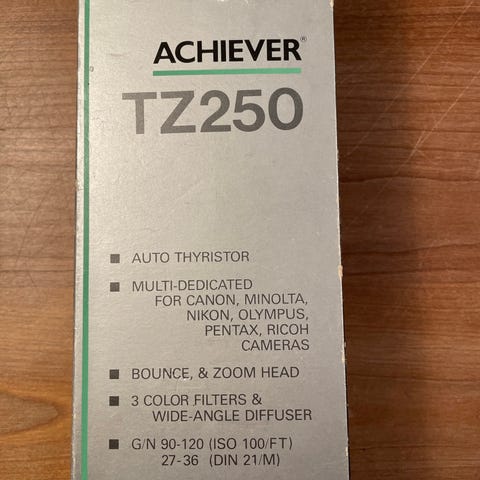 ACHIEVER®
TZ250
■ AUTO THYRISTOR
■ MULTI-DEDICATED
FOR CANON, MINOLTA,
NIKON, OLYMPUS,
PENTAX, RICOH
CAMERAS
■ BOUNCE, & ZOOM HEAD
■ 3 COLOR FILTERS &
WIDE-ANGLE DIFFUSER
■ G/N 90-120 (ISO 100/FT)
27-36 (DIN 21/M)